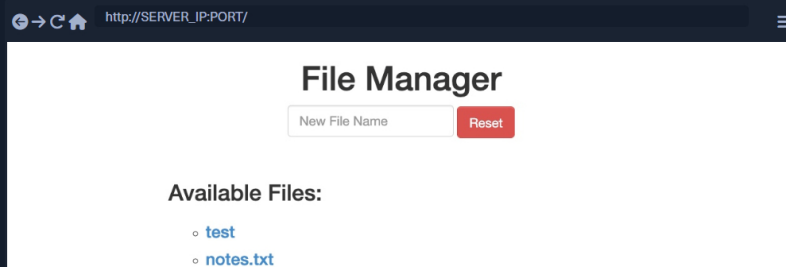 http://SERVER_IP:PORT/
File Manager
New File Name Reset
Available Files:
test
notes.txt